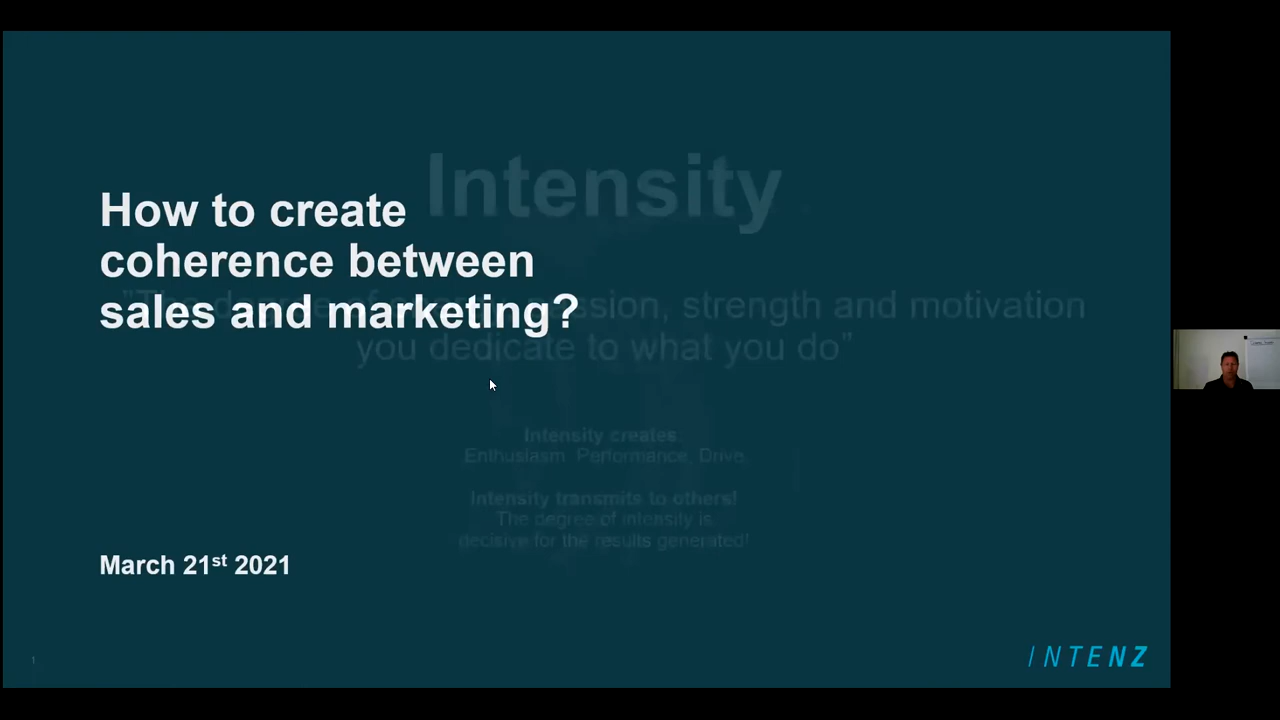 How to create
coherence between
sales and marketing?
March 21st 2021
1
INTENZ
Intensity
strength and motivation
you dedicate to what you do”
Intensity creates
Enthusiasm. Performance. Drive.
Intensity transmits to others!
The degree of intensity is
decisive for the results generated!